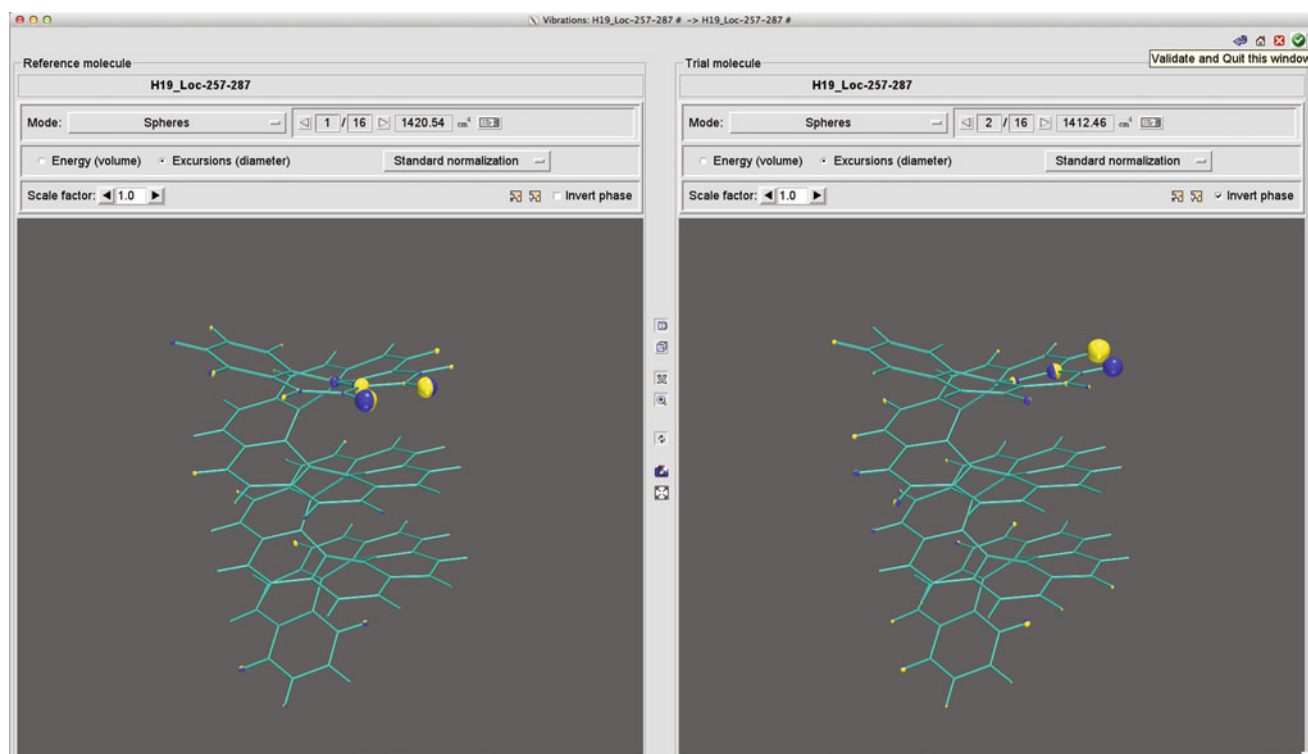 Vibrations: H19_Loc-257-287 # -> H19_Loc-257-287 #
Validate and Quit this window
Reference molecule
H19_Loc-257-287
Mode: Spheres 1 / 16 1420.54 cm-1
Energy (volume) Excursions (diameter) Standard normalization
Scale factor: 1.0 Invert phase
Trial molecule
H19_Loc-257-287
Mode: Spheres 2 / 16 1412.46 cm-1
Energy (volume) Excursions (diameter) Standard normalization
Scale factor: 1.0 Invert phase